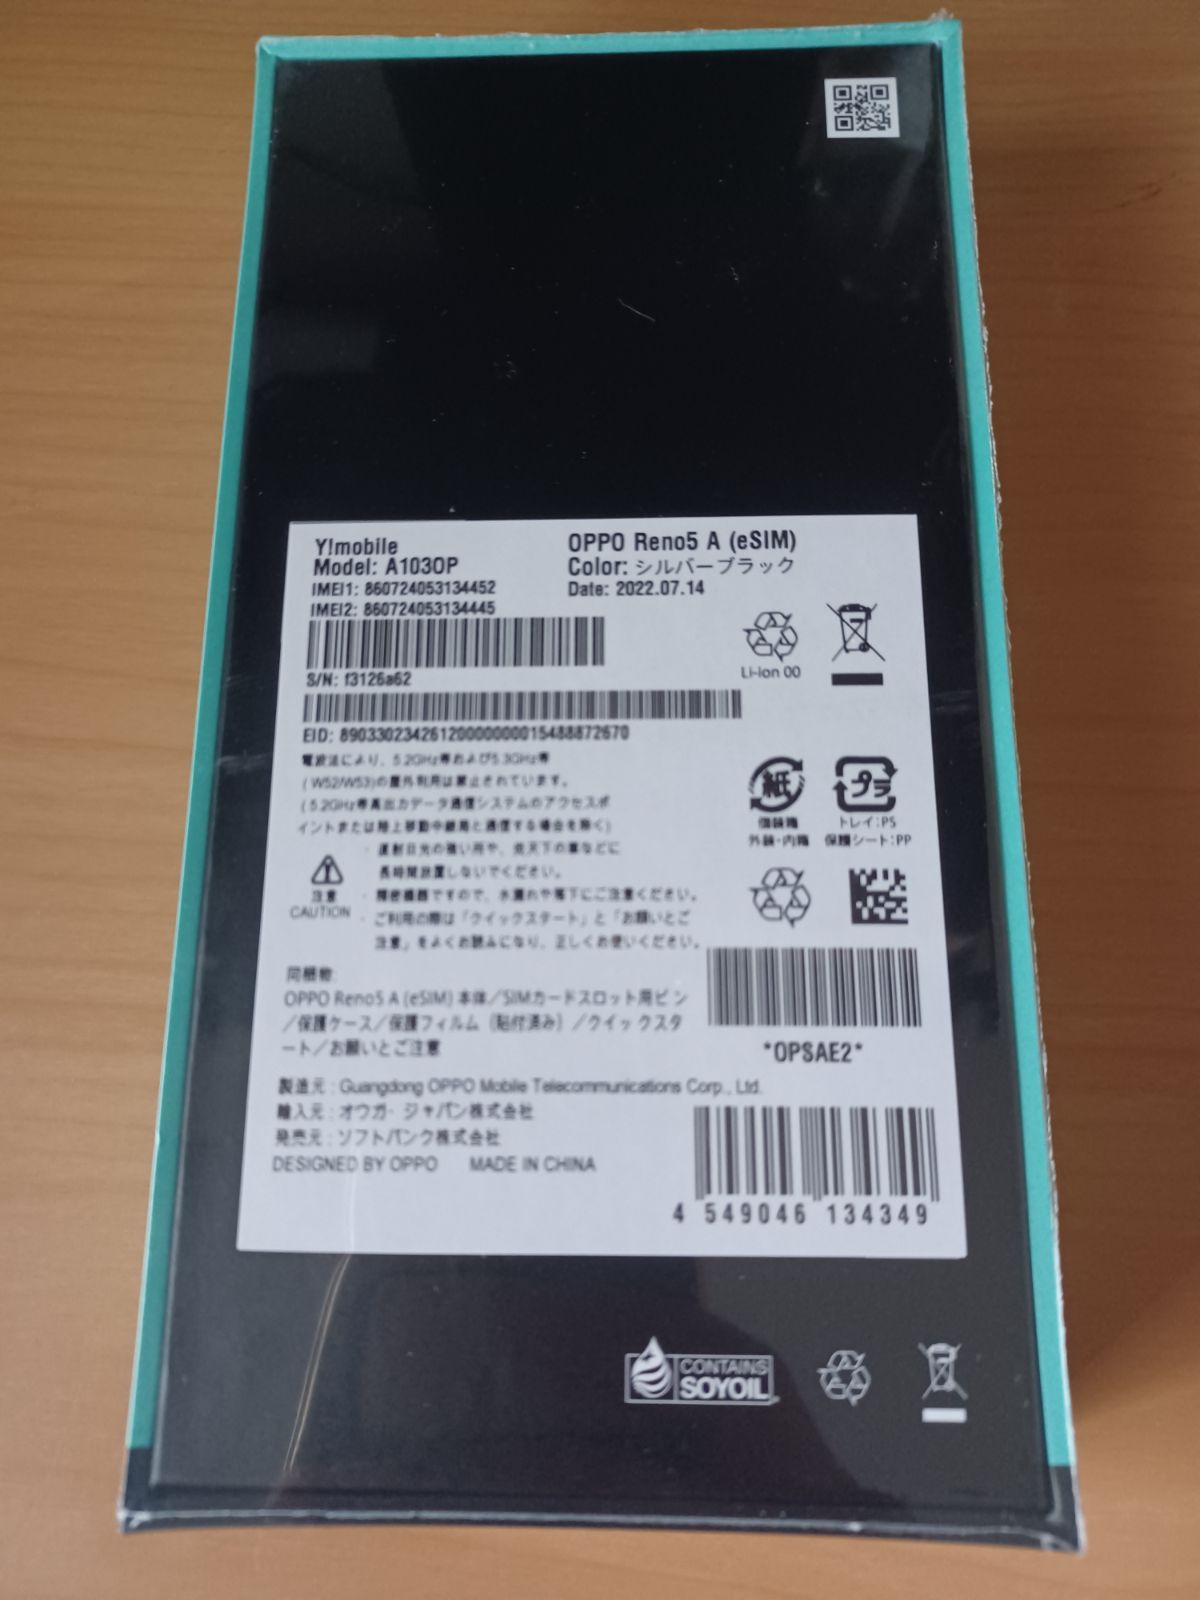 Y!mobile
Model: A103OP
IMEI1: 860724053134452
IMEI2: 860724053134445
OPPO Reno5 A (eSIM)
Color: シルバーブラック
Date: 2022.07.14
Li-ion 00
S/N: f3126a62
EID: 89033023426120000000015488872670
電波法により、5.2GHz等および5.3GHz等
(W52/W53)の屋外利用は禁止されています。
(5.2GHz等高出力データ通信システムのアクセスポ
イントまたは陸上移動中継局と通信する場合を除く)
注意
CAUTION
・直射日光の強い所や、炎天下の車などに
長時間放置しないでください。
・精密機器ですので、水濡れや落下にご注意ください。
・ご利用の際は「クイックスタート」と「お願いとご
注意」をよくお読みになり、正しくお使いください。
紙
個装箱
外装・内箱
プラ
トレイ:PS
保護シート:PP
同梱物:
OPPO Reno5 A (eSIM) 本体/SIMカードスロット用ピン
/保護ケース/保護フィルム (貼付済み) /クイックスタ
ート/お願いとご注意
*OPSAE2*
製造元: Guangdong OPPO Mobile Telecommunications Corp., Ltd.
輸入元: オウガ・ジャパン株式会社
発売元: ソフトバンク株式会社
DESIGNED BY OPPO MADE IN CHINA
4 549046 134349
CONTAINS
SOYOIL